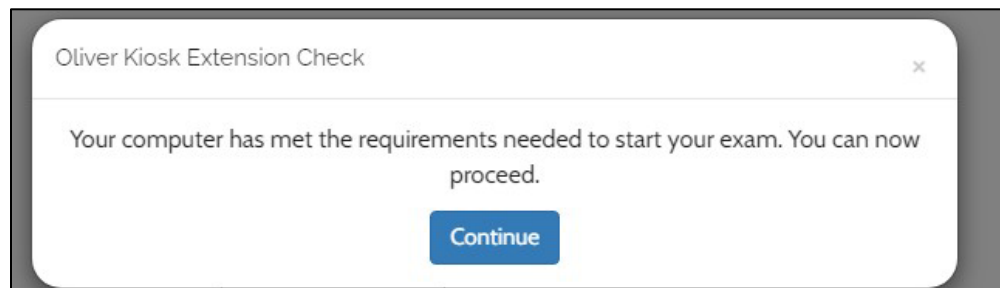 Oliver Kiosk Extension Check
×
Your computer has met the requirements needed to start your exam. You can now
proceed.
Continue